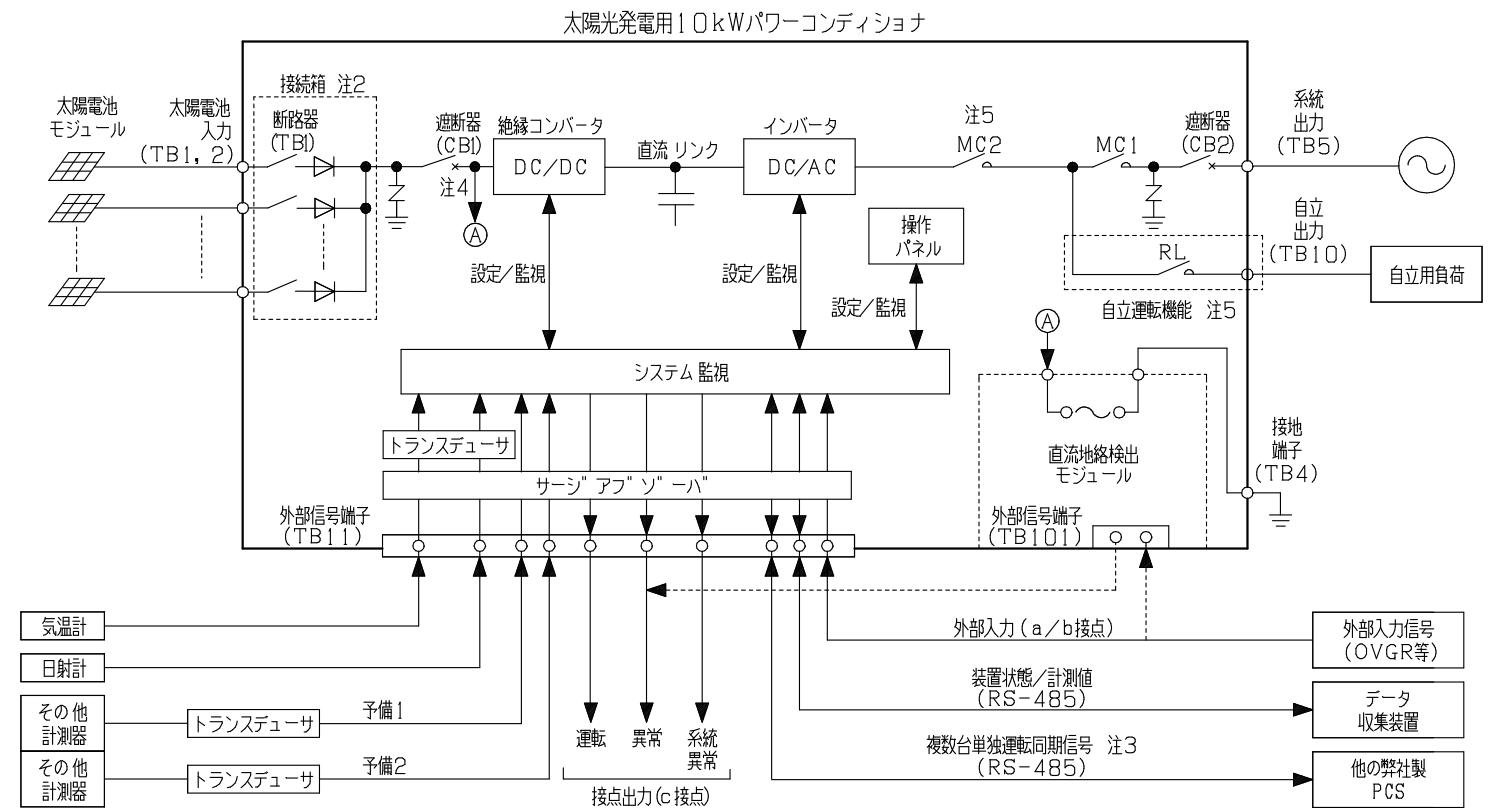 太陽光発電用10kWパワーコンディショナ
太陽電池
モジュール
太陽電池
入力
(TB1, 2)
接続箱 注2
断路器
(TB1)
遮断器
(CB1)
注4
A
絶縁コンバータ
DC/DC
直流リンク
インバータ
DC/AC
注5
MC2
MC1
遮断器
(CB2)
系統
出力
(TB5)
操作
パネル
RL
自立
出力
(TB10)
自立用負荷
自立運転機能 注5
設定/監視
設定/監視
設定/監視
システム監視
A
直流地絡検出
モジュール
接地
端子
(TB4)
トランスデューサ
サージアブゾーバ
外部信号端子
(TB11)
外部信号端子
(TB101)
気温計
日射計
その他
計測器
トランスデューサ
予備1
その他
計測器
トランスデューサ
予備2
運転
異常
系統
異常
接点出力(c接点)
外部入力(a/b接点)
外部入力信号
(OVGR等)
装置状態/計測値
(RS-485)
データ
収集装置
複数台単独運転同期信号 注3
(RS-485)
他の弊社製
PCS